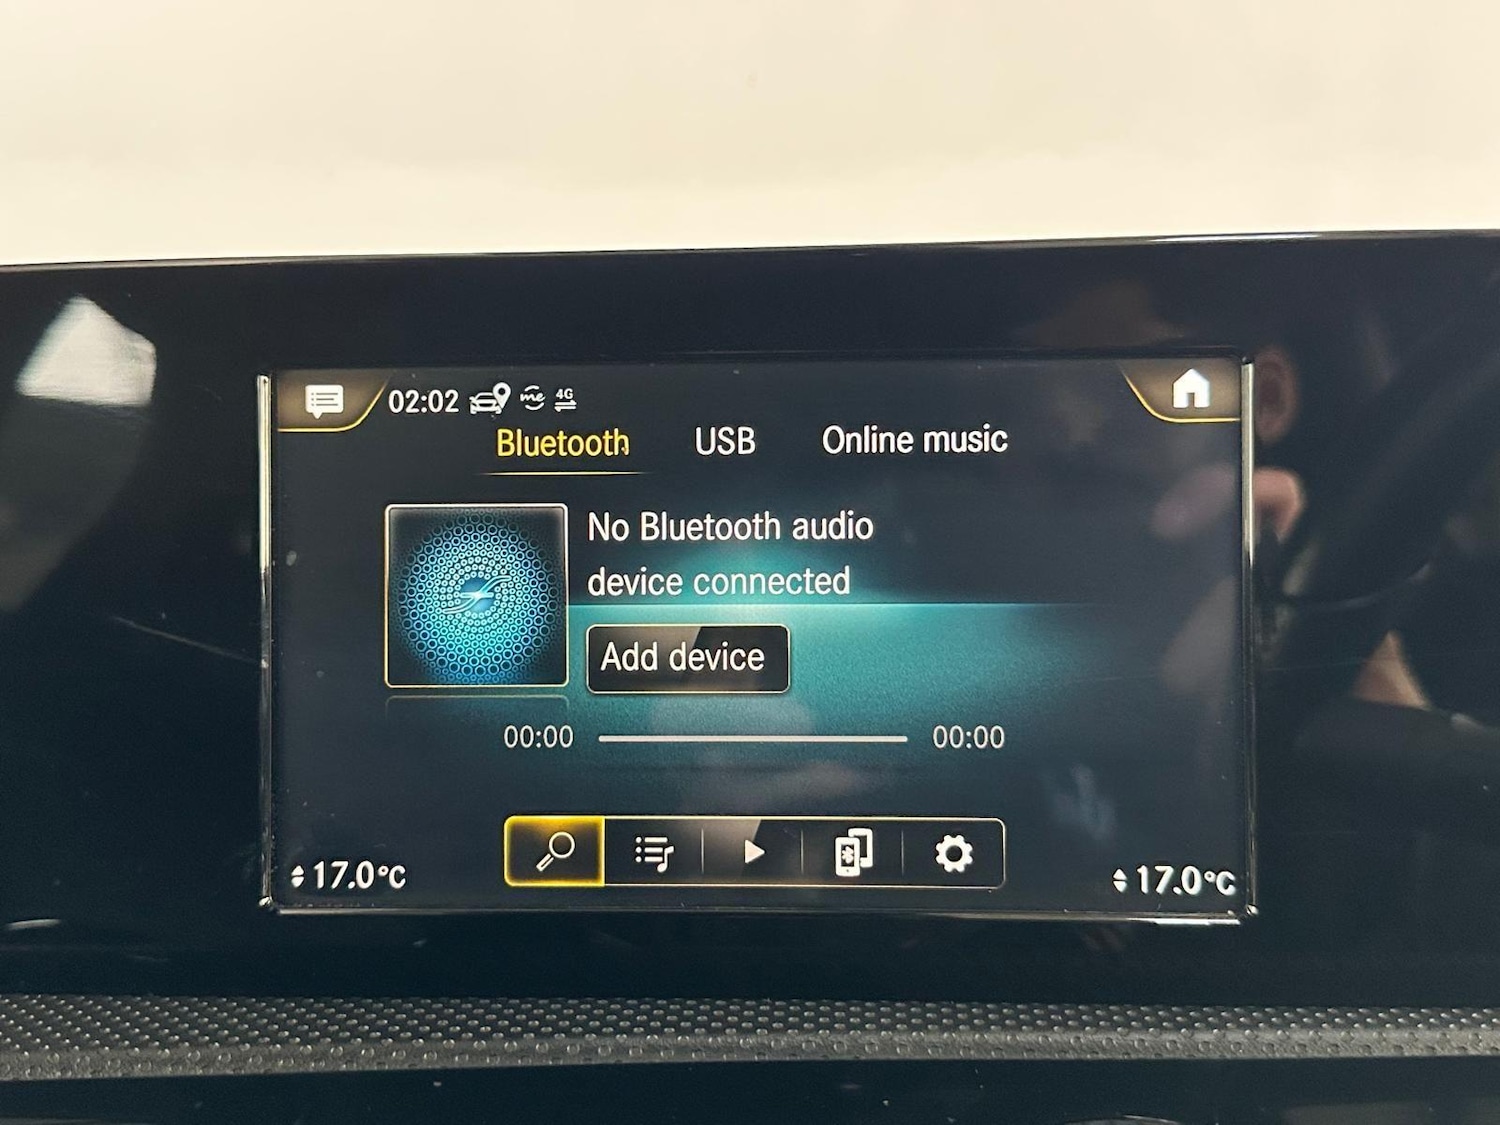 02:02 me 4G
Bluetooth USB Online music
No Bluetooth audio
device connected
Add device
00:00 00:00
17.0°C 17.0°C